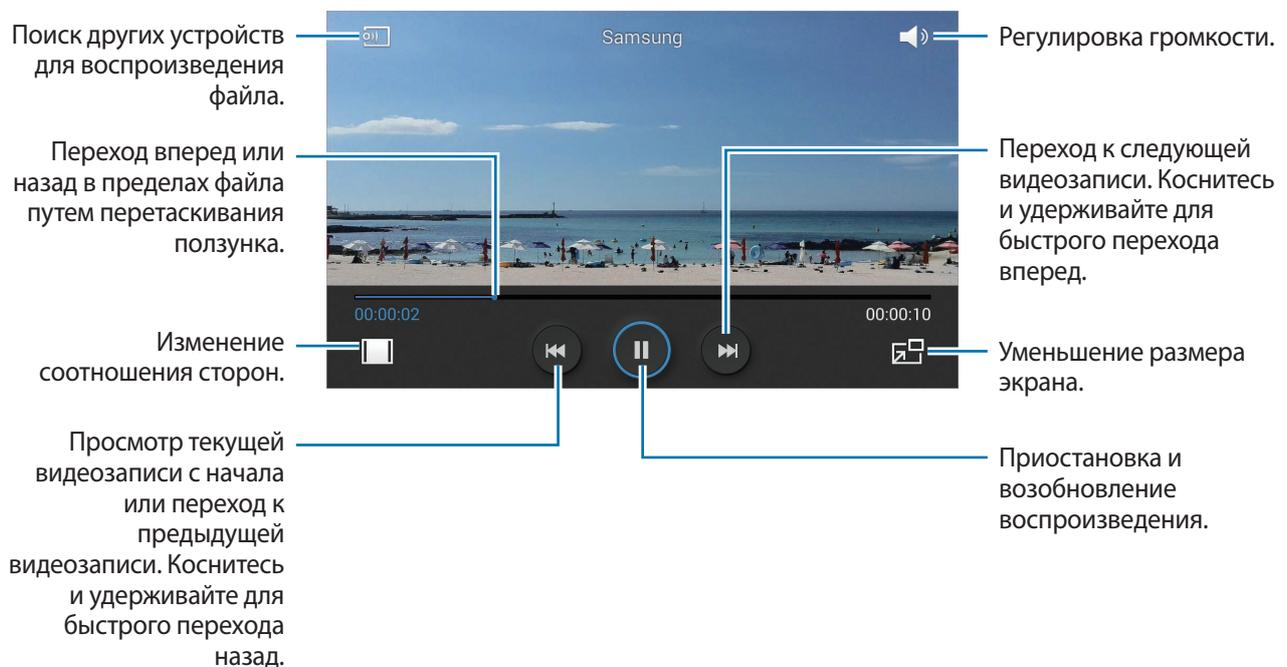 Поиск других устройств
для воспроизведения
файла.
Переход вперед или
назад в пределах файла
путем перетаскивания
ползунка.
Изменение
соотношения сторон.
Просмотр текущей
видеозаписи с начала
или переход к
предыдущей
видеозаписи. Коснитесь
и удерживайте для
быстрого перехода
назад.
Samsung
00:00:02
00:00:10
Регулировка громкости.
Переход к следующей
видеозаписи. Коснитесь
и удерживайте для
быстрого перехода
вперед.
Уменьшение размера
экрана.
Приостановка и
возобновление
воспроизведения.